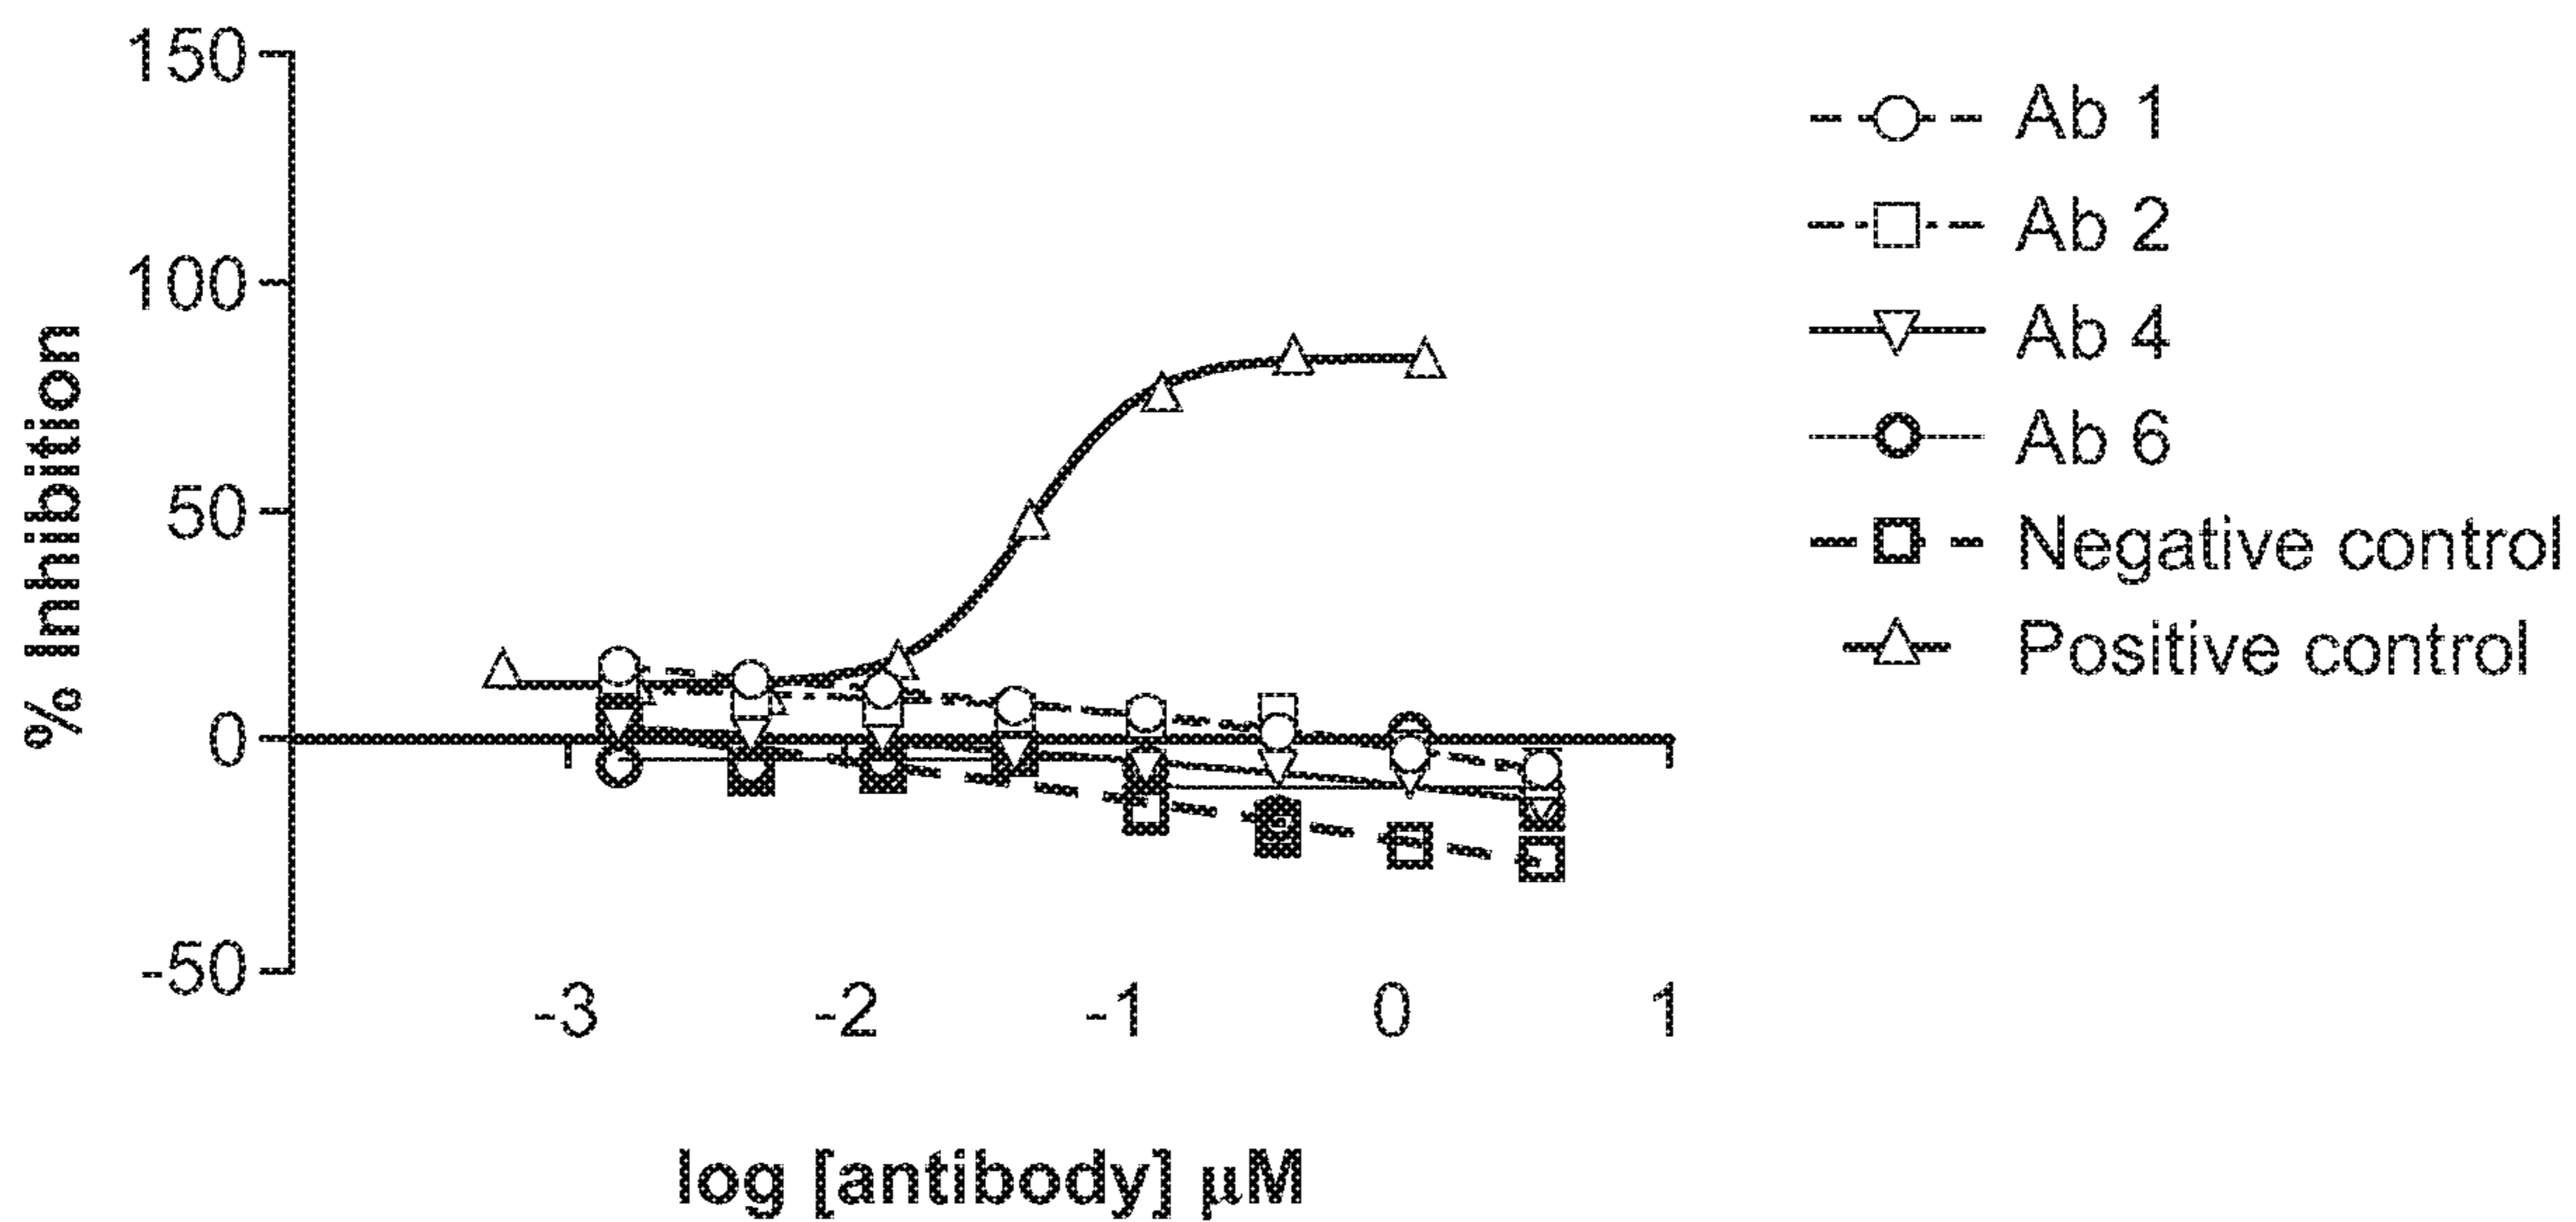 % Inhibition
150
100
50
0
-50
-3
-2
-1
0
1
log [antibody] µM
Ab 1
Ab 2
Ab 4
Ab 6
Negative control
Positive control